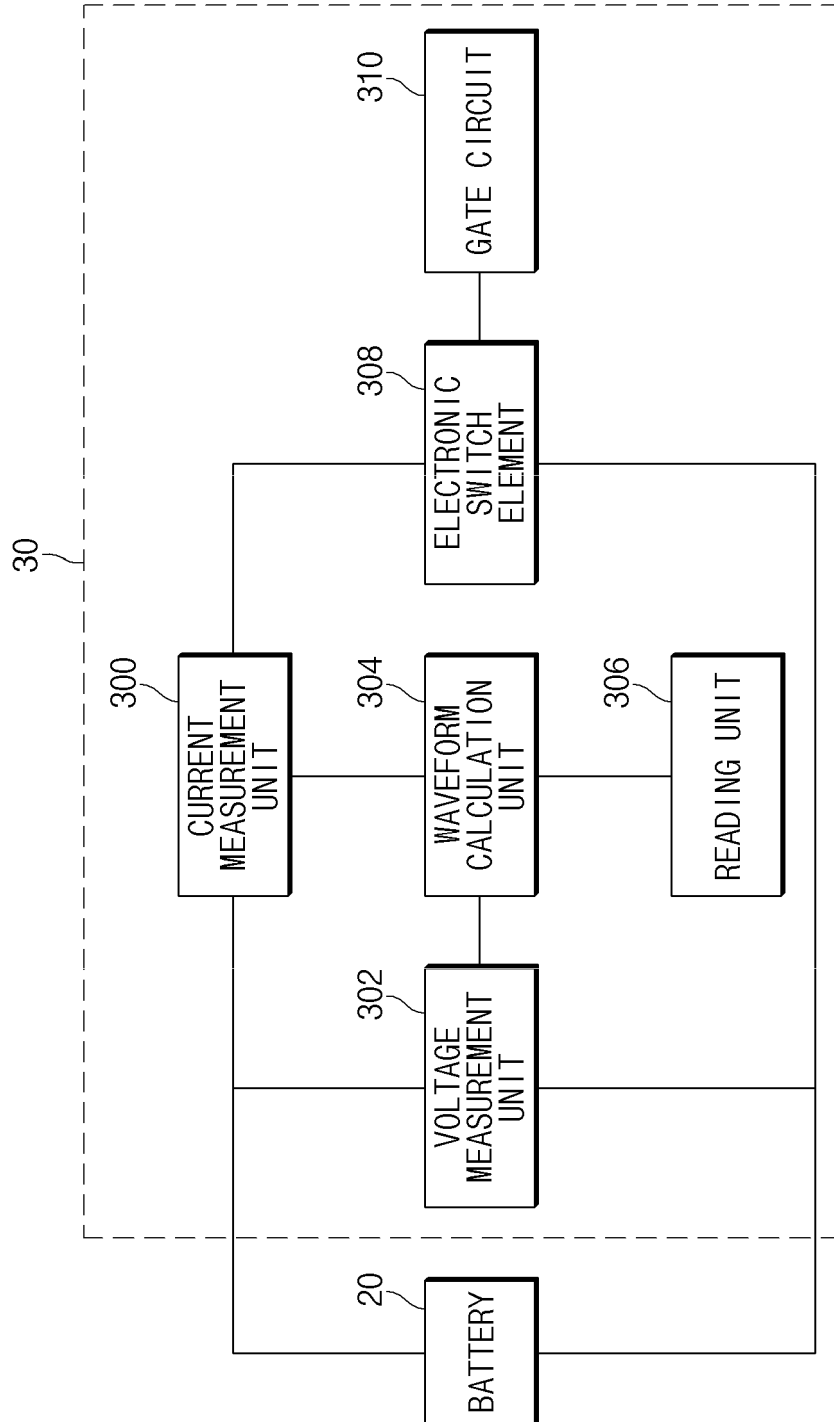 30
300
CURRENT
MEASUREMENT
UNIT
20
BATTERY
302
VOLTAGE
MEASUREMENT
UNIT
304
WAVEFORM
CALCULATION
UNIT
308
ELECTRONIC
SWITCH
ELEMENT
310
GATE CIRCUIT
306
READING UNIT